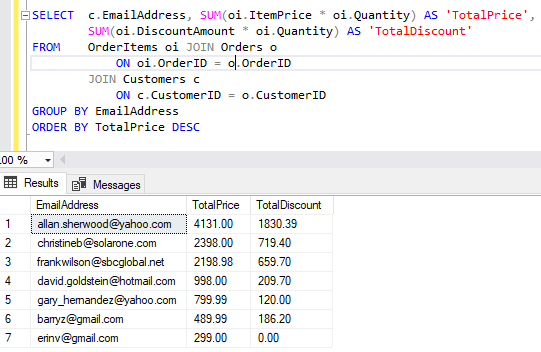 SELECT c.EmailAddress, SUM(oi.ItemPrice * oi.Quantity) AS 'TotalPrice',
SUM(oi.DiscountAmount * oi.Quantity) AS 'TotalDiscount'
FROM OrderItems oi JOIN Orders o
ON oi.OrderID = o.OrderID
JOIN Customers c
ON c.CustomerID = o.CustomerID
GROUP BY EmailAddress
ORDER BY TotalPrice DESC
00 %
Results Messages
EmailAddress TotalPrice TotalDiscount
1 allan.sherwood@yahoo.com 4131.00 1830.39
2 christineb@solarone.com 2398.00 719.40
3 frankwilson@sbcglobal.net 2198.98 659.70
4 david.goldstein@hotmail.com 998.00 209.70
5 gary_hernandez@yahoo.com 799.99 120.00
6 barryz@gmail.com 489.99 186.20
7 erinv@gmail.com 299.00 0.00